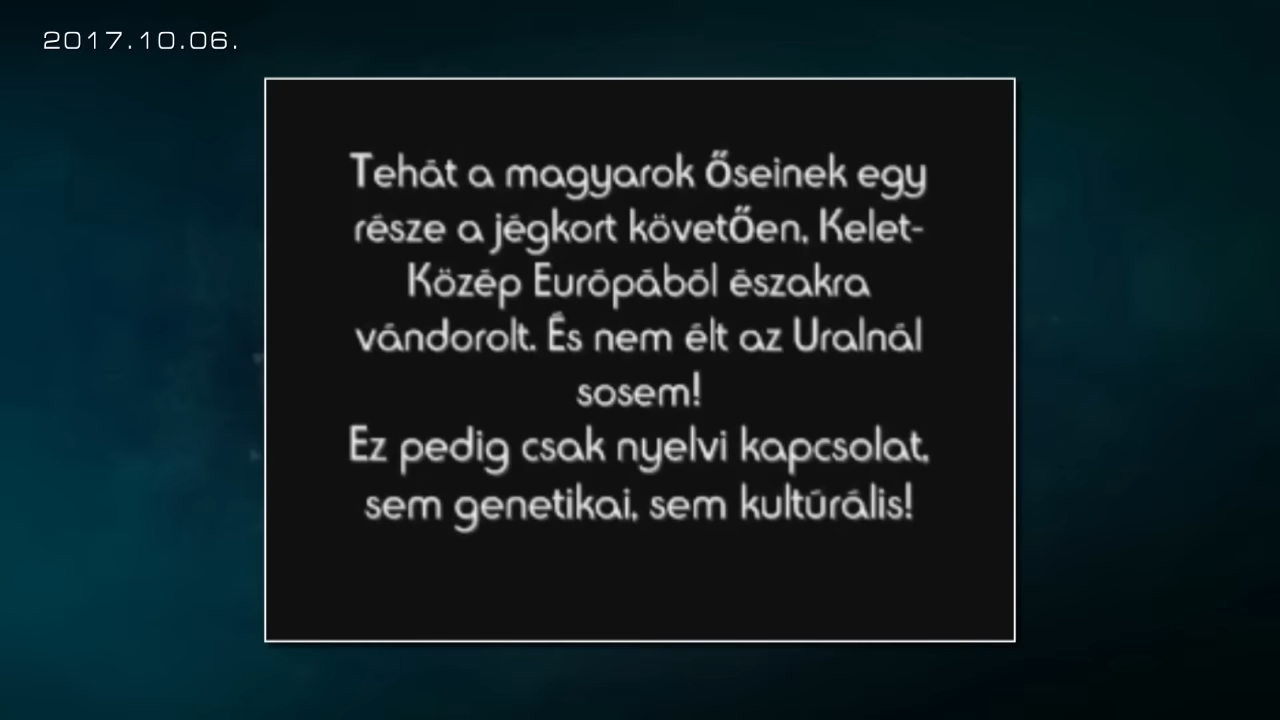 2017.10.06.
Tehát a magyarok Őseinek egy
része a jégkort követŐen, Kelet-
Közép Európából északra
vándorolt. És nem élt az Uralnál
sosem!
Ez pedig csak nyelvi kapcsolat,
sem genetikai, sem kultúrális!